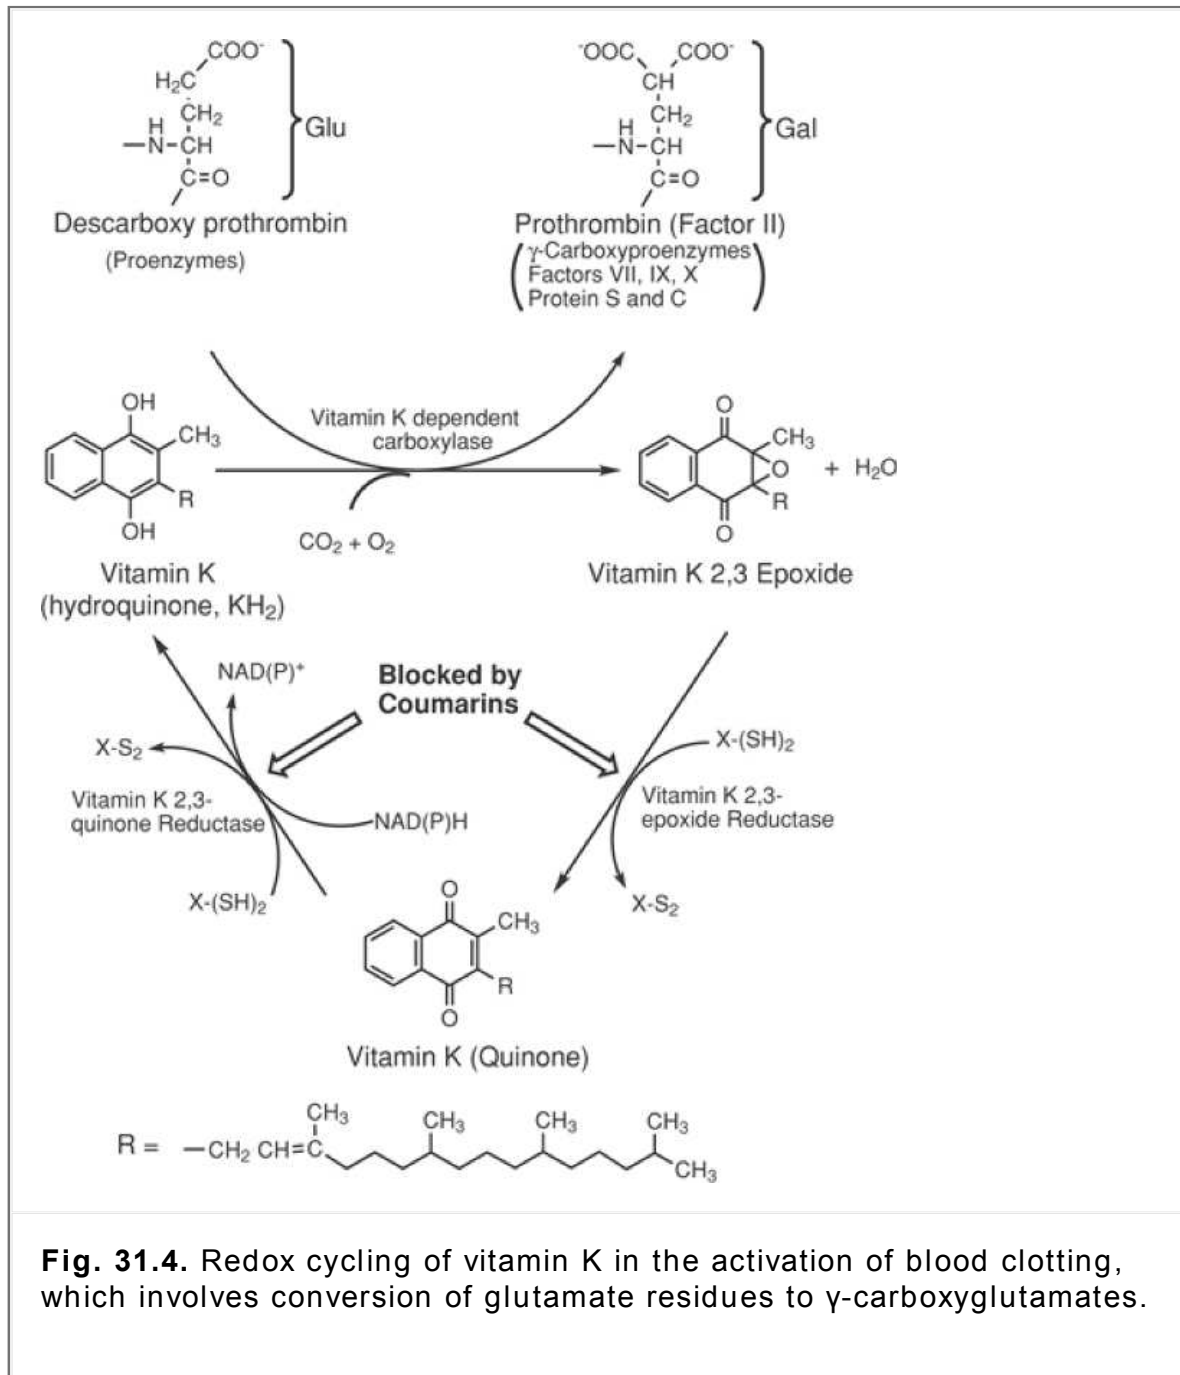 COO⁻
H₂C
CH₂
H
—N-CH
C=O
Glu
Descarboxy prothrombin
(Proenzymes)
⁻OOC COO⁻
CH
CH₂
H
—N-CH
C=O
Gal
Prothrombin (Factor II)
γ-Carboxyproenzymes
Factors VII, IX, X
Protein S and C
OH
CH₃
R
OH
Vitamin K
(hydroquinone, KH₂)
Vitamin K dependent
carboxylase
CO₂ + O₂
O
CH₃
O
R
O
+ H₂O
Vitamin K 2,3 Epoxide
NAD(P)⁺
Blocked by
Coumarins
X-S₂
Vitamin K 2,3-
quinone Reductase
NAD(P)H
X-(SH)₂
X-(SH)₂
Vitamin K 2,3-
epoxide Reductase
X-S₂
O
CH₃
R
O
Vitamin K (Quinone)
CH₃ CH₃ CH₃ CH₃
R = —CH₂ CH=C
CH₃
Fig. 31.4. Redox cycling of vitamin K in the activation of blood clotting,
which involves conversion of glutamate residues to γ-carboxyglutamates.